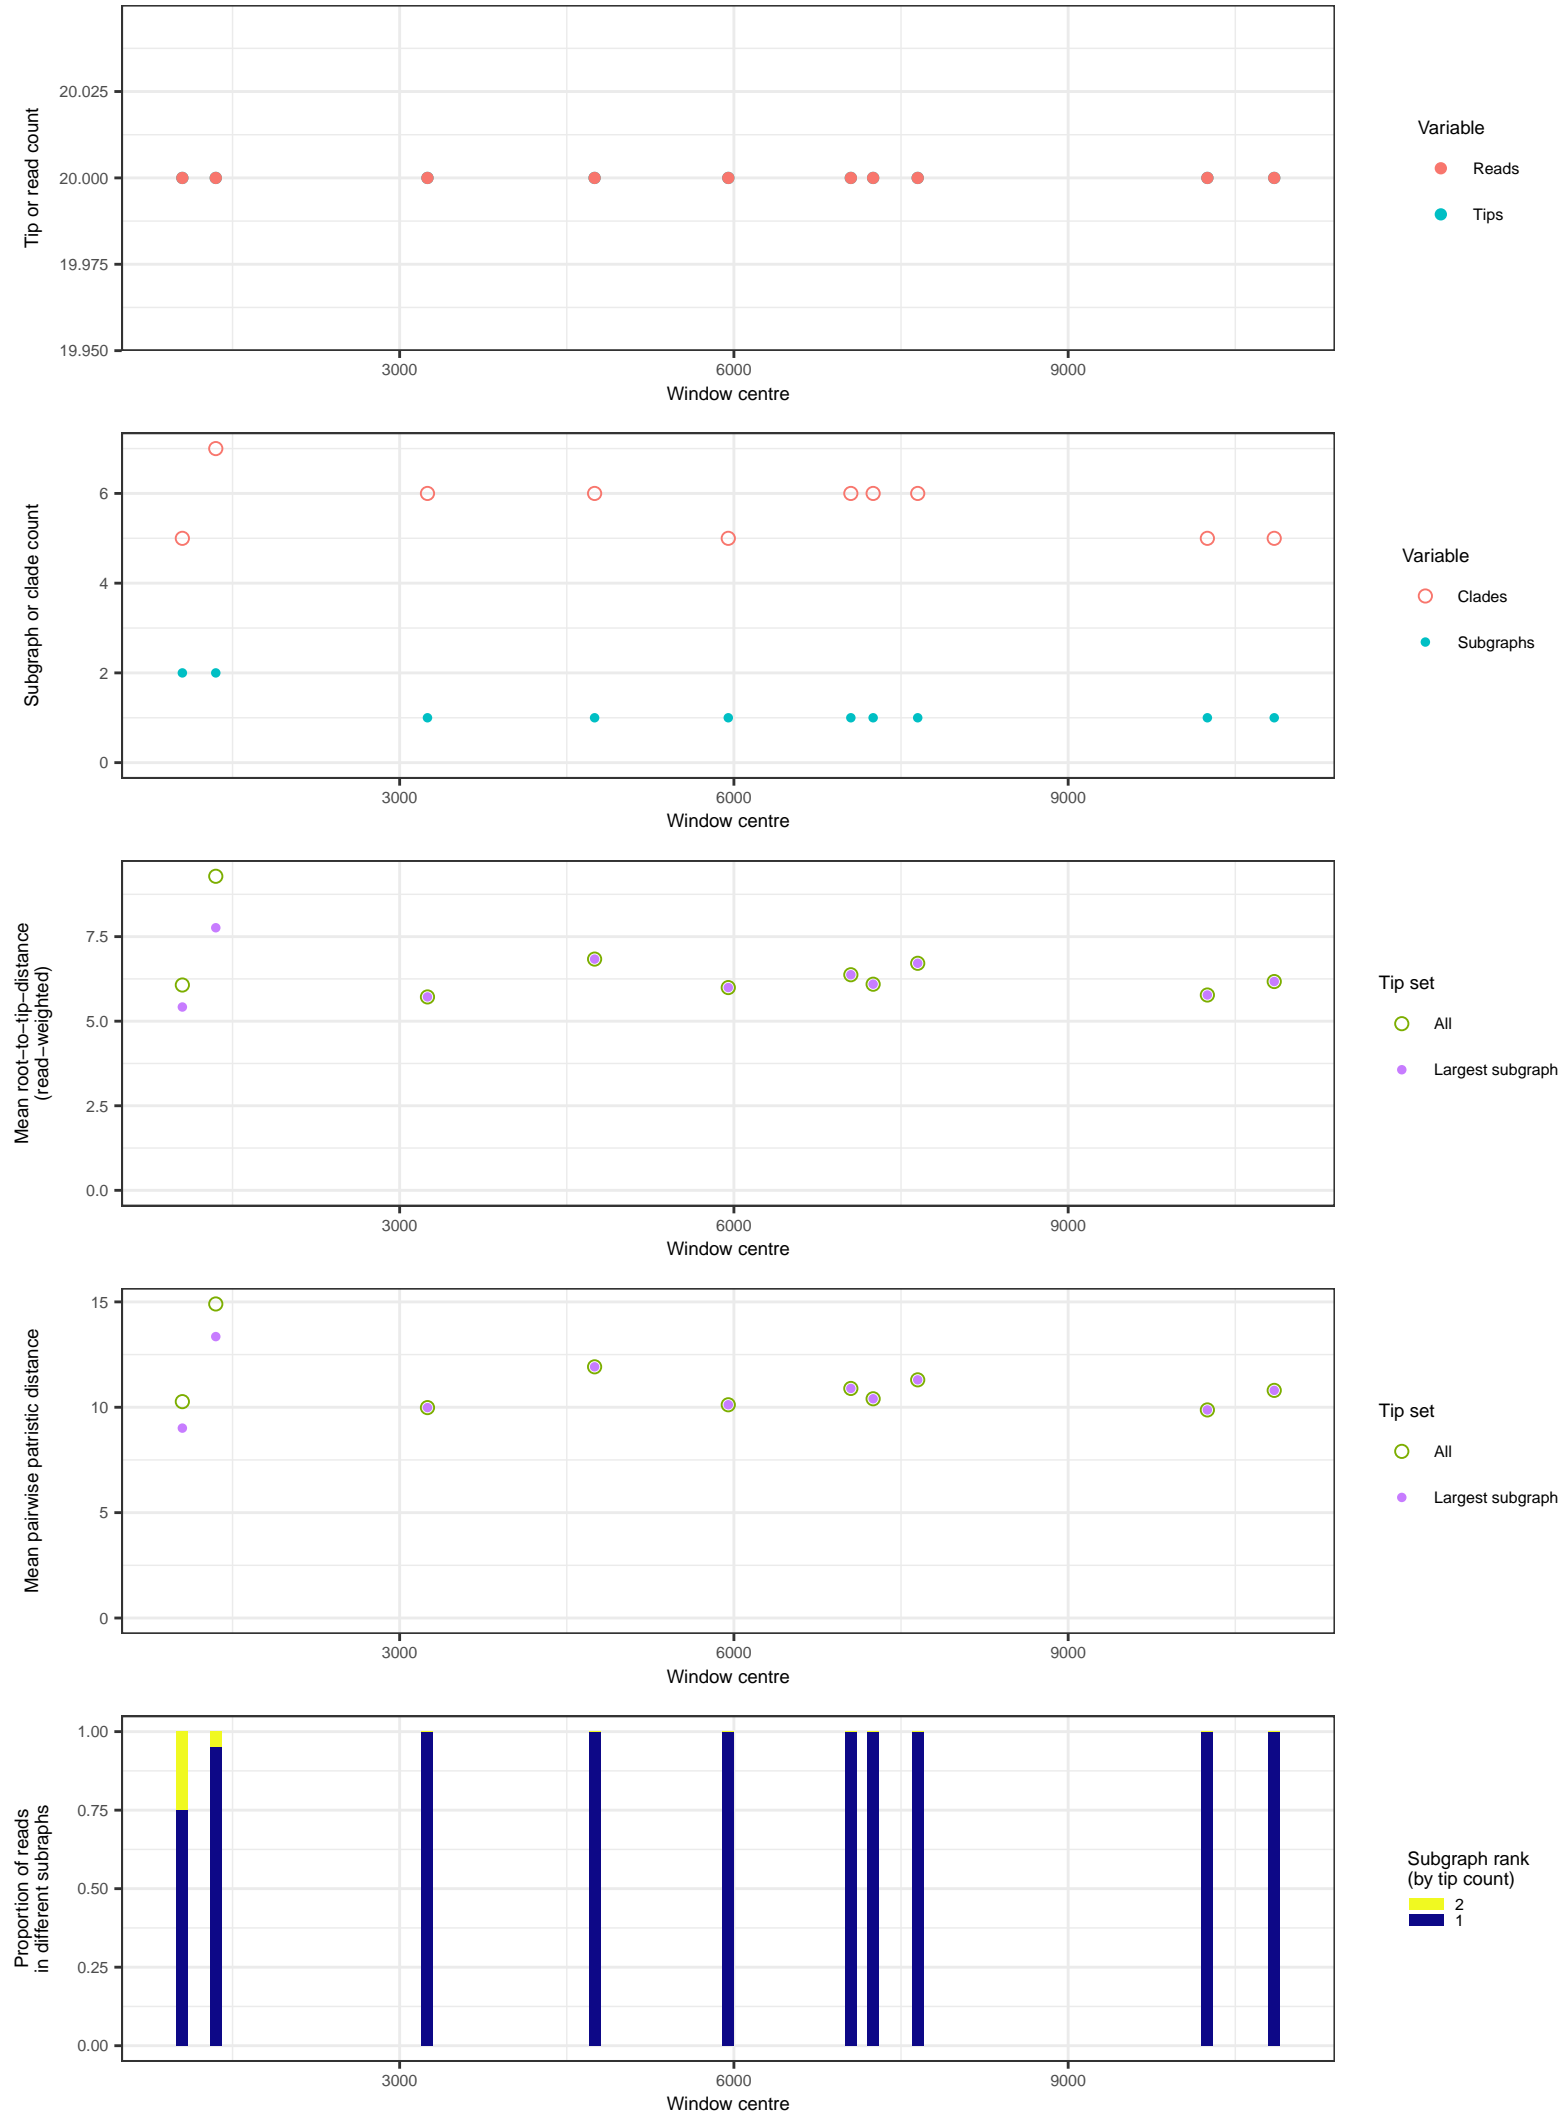 20.025
20.000
19.975
19.950
Tip or read count
3000 6000 9000
Window centre
Variable
Reads
Tips
6
4
2
0
Subgraph or clade count
3000 6000 9000
Window centre
Variable
Clades
Subgraphs
7.5
5.0
2.5
0.0
Mean root−to−tip−distance
(read−weighted)
3000 6000 9000
Window centre
Tip set
All
Largest subgraph
15
10
5
0
Mean pairwise patristic distance
3000 6000 9000
Window centre
Tip set
All
Largest subgraph
1.00
0.75
0.50
0.25
0.00
Proportion of reads
in different subraphs
3000 6000 9000
Window centre
Subgraph rank
(by tip count)
2
1